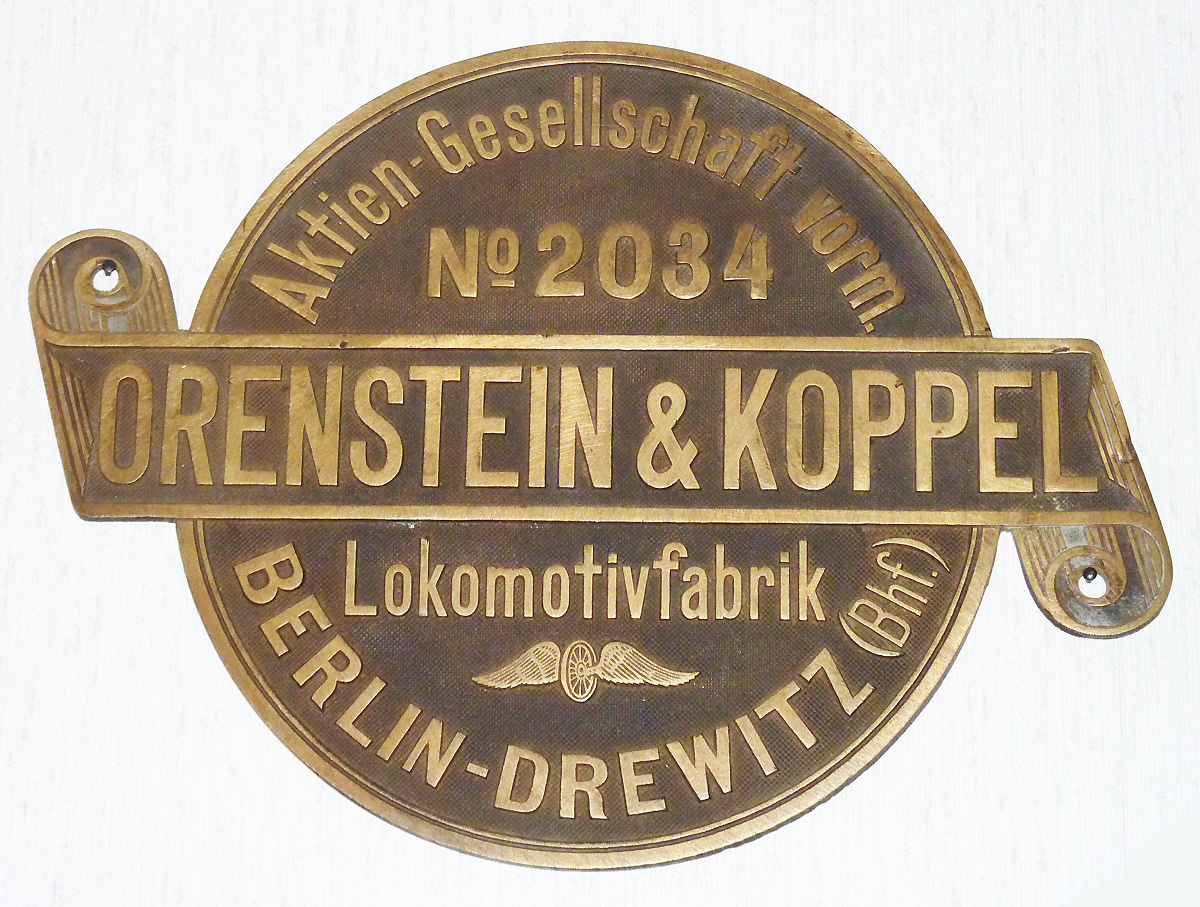 Aktien-Gesellschaft vorm.
No 2034
ORENSTEIN & KOPPEL
Lokomotivfabrik
BERLIN-DREWITZ (Bhf.)